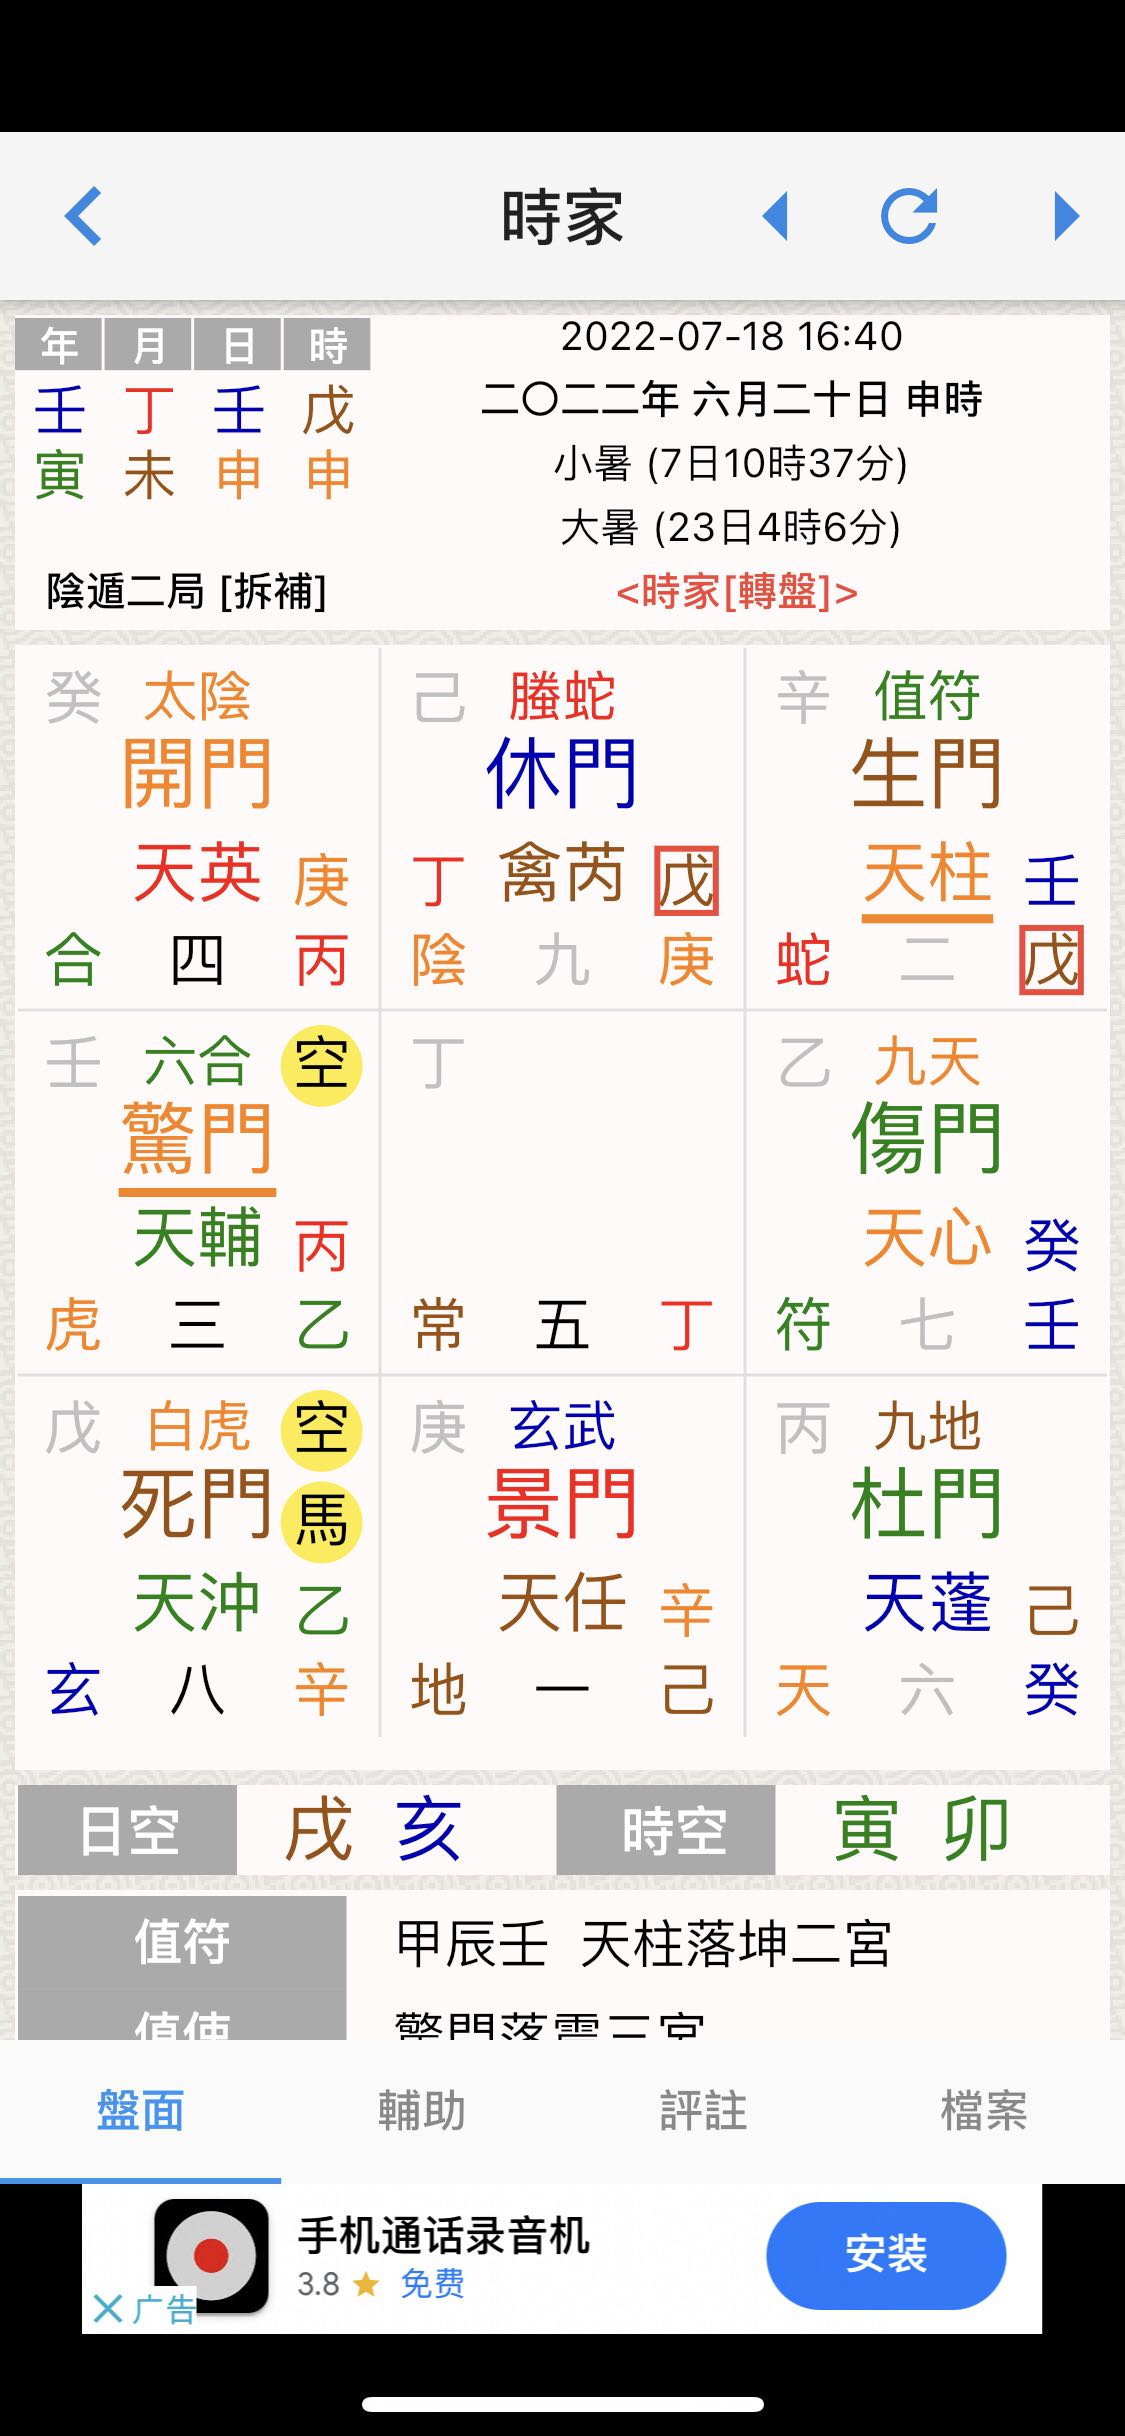 時家
年 月 日 時
壬 丁 壬 戊
寅 未 申 申
陰遁二局 [拆補]
2022-07-18 16:40
二〇二二年 六月二十日 申時
小暑 (7日10時37分)
大暑 (23日4時6分)
<時家[轉盤]>
癸 太陰
開門
天英 庚
合 四 丙
己 螣蛇
休門
丁 禽芮 戊
陰 九 庚
辛 值符
生門
天柱 壬
蛇 二 戊
壬 六合 空
驚門
天輔 丙
虎 三 乙
丁
常 五 丁
乙 九天
傷門
天心 癸
符 七 壬
戊 白虎 空
死門 馬
天沖 乙
玄 八 辛
庚 玄武
景門
天任 辛
地 一 己
丙 九地
杜門
天蓬 己
天 六 癸
日空 戌 亥 時空 寅 卯
值符 甲辰壬 天柱落坤二宮
值使 驚門落震三宮
盤面 輔助 評註 檔案
手机通话录音机
3.8 免费
安装
广告